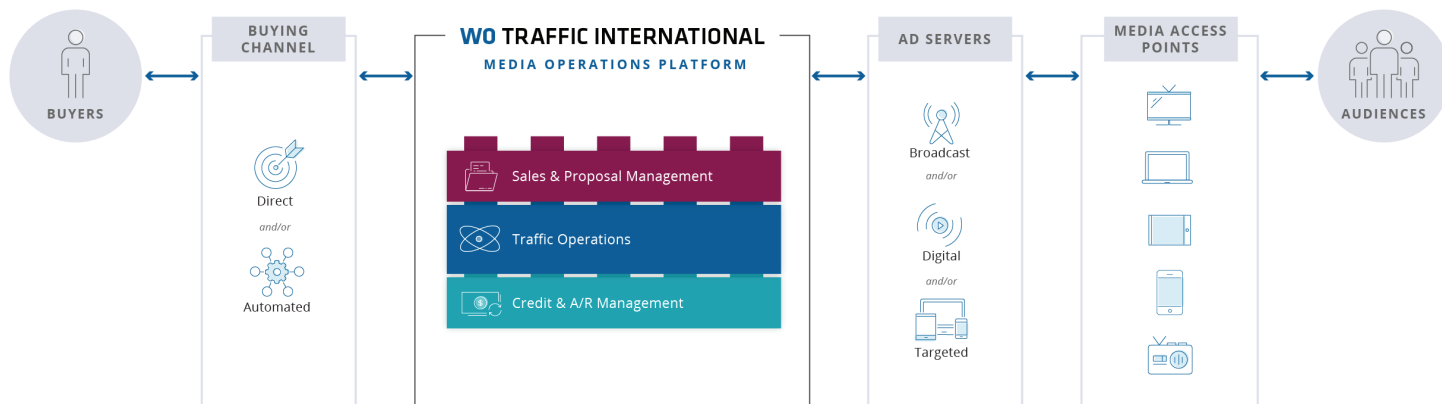 BUYERS
BUYING
CHANNEL
Direct
and/or
Automated
WO TRAFFIC INTERNATIONAL
MEDIA OPERATIONS PLATFORM
Sales & Proposal Management
Traffic Operations
$
Credit & A/R Management
AD SERVERS
Broadcast
and/or
Digital
and/or
Targeted
MEDIA ACCESS
POINTS
AUDIENCES